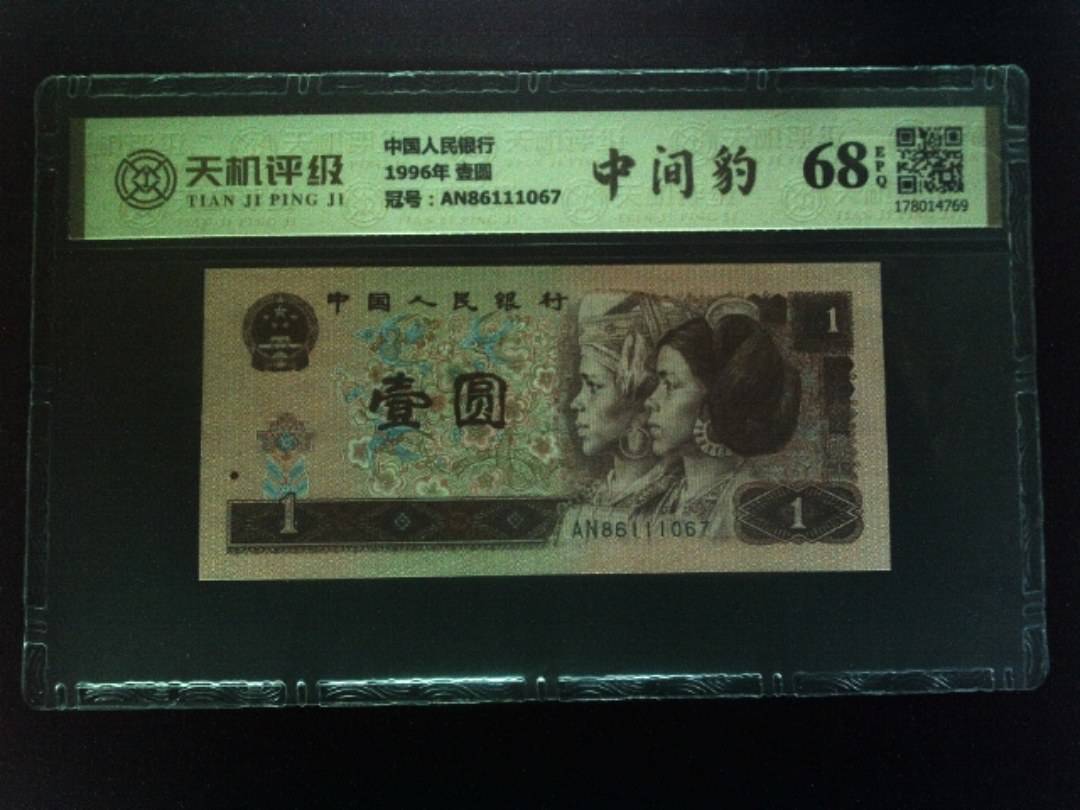 天机评级
TIAN JI PING JI
中国人民银行
1996年 壹圆
冠号：AN86111067
中间豹
68
EPQ
178014769
中国人民银行
1
壹圆
1
AN86111067
1